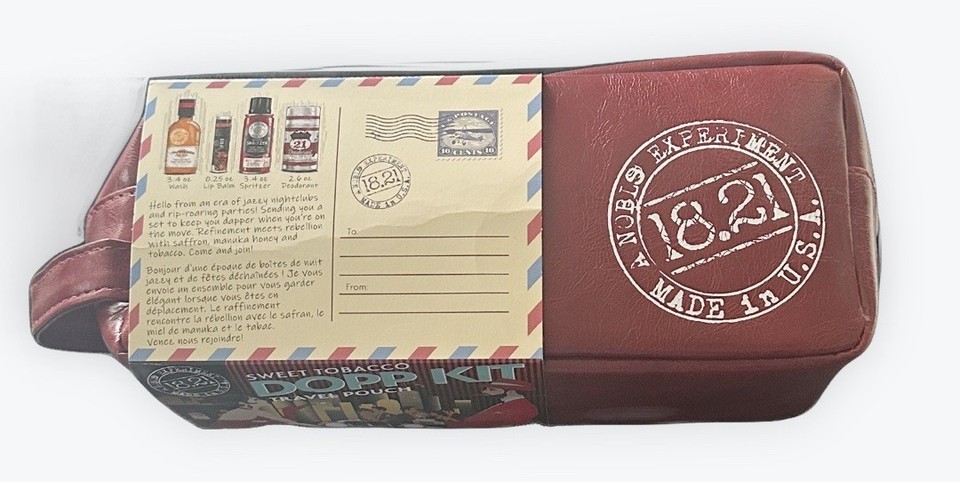 3.4 oz Wash
0.25 oz Lip Balm
3.4 oz Spritzer
2.6 oz Deodorant
Hello from an era of jazzy nightclubs
and rip-roaring parties! Sending you a
set to keep you dapper when you're on
the move. Refinement meets rebellion
with saffron, manuka honey and
tobacco. Come and join!
Bonjour d'une époque de boîtes de nuit
jazzy et de fêtes déchaînées ! Je vous
envoie un ensemble pour vous garder
élégant lorsque vous êtes en
déplacement. Le raffinement
rencontre la rébellion avec le safran, le
miel de manuka et le tabac.
Venez nous rejoindre!
POSTAGE
16 CENTS 16
A NOBLE EXPERIMENT
18.21
MADE in U.S.A.
To:
From:
A NOBLE EXPERIMENT
18.21
MADE in U.S.A.
18.21
SWEET TOBACCO
DOPP KIT
TRAVEL POUCH